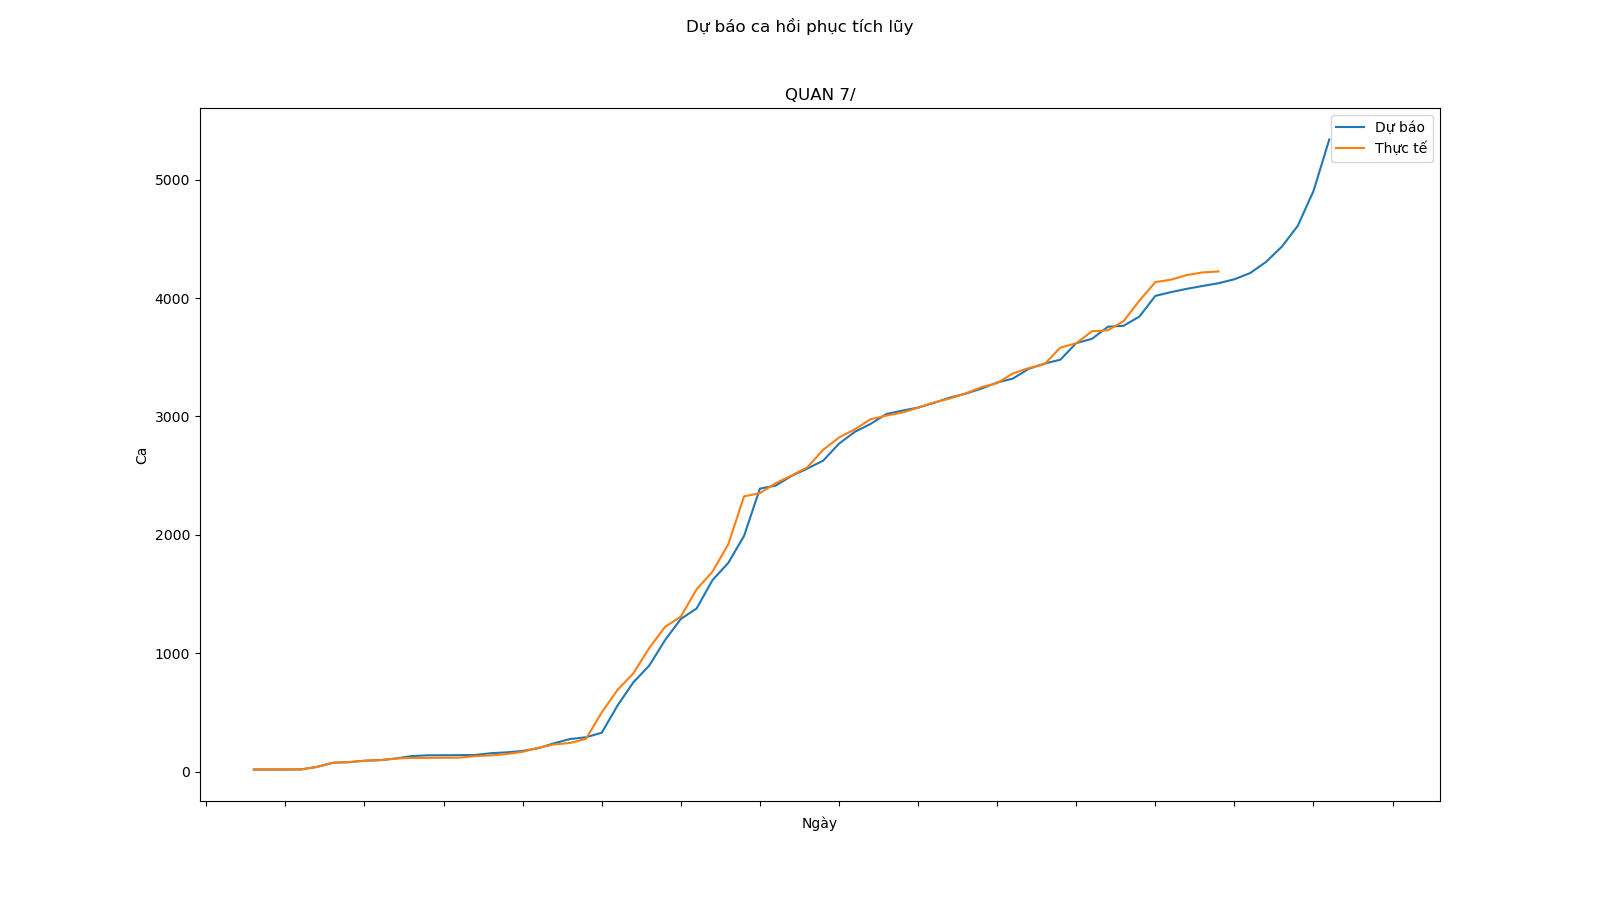 Dự báo ca hồi phục tích lũy
QUAN 7/
Dự báo
Thực tế
5000
4000
3000
2000
1000
0
Ca
Ngày